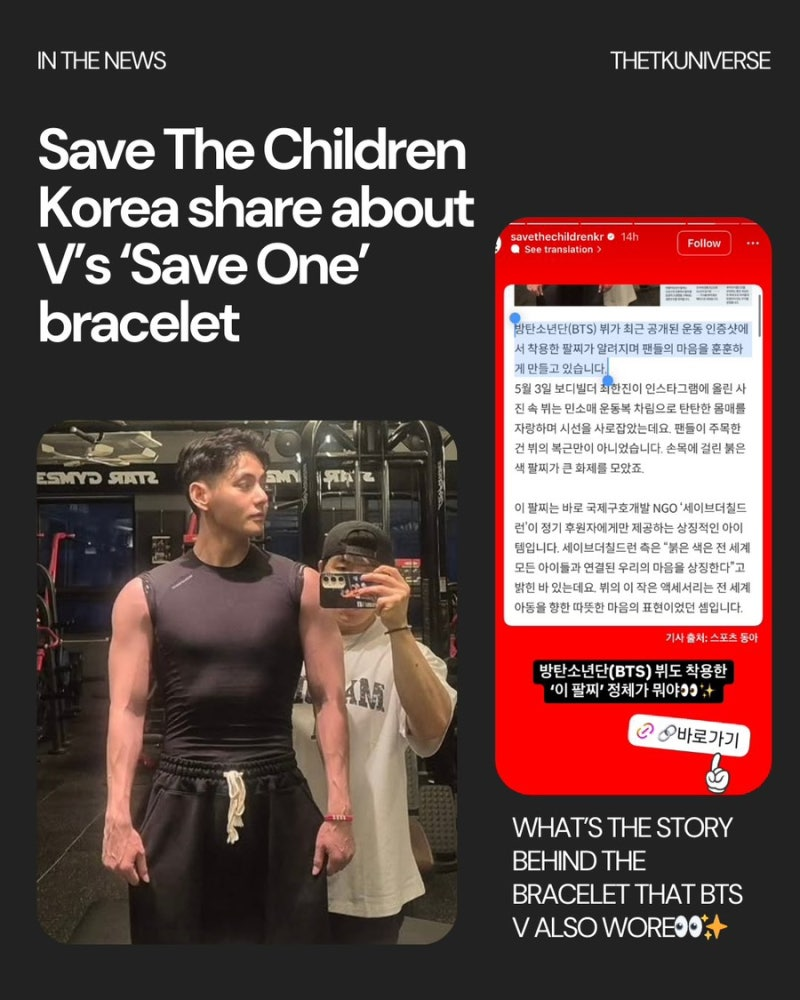 IN THE NEWS
THETKUNIVERSE
Save The Children
Korea share about
V's ‘Save One’
bracelet
savethechildrenkr 14h
Follow
See translation >
방탄소년단(BTS) 뷔가 최근 공개된 운동 인증샷에
서 착용한 팔찌가 알려지며 팬들의 마음을 훈훈하
게 만들고 있습니다.
5월 3일 보디빌더 최한진이 인스타그램에 올린 사
진 속 뷔는 민소매 운동복 차림으로 탄탄한 몸매를
자랑하며 시선을 사로잡았는데요. 팬들이 주목한
건 뷔의 복근만이 아니었습니다. 손목에 걸린 붉은
색 팔찌가 큰 화제를 모았죠.
이 팔찌는 바로 국제구호개발 NGO ‘세이브더칠드
런’이 정기 후원자에게만 제공하는 상징적인 아이
템입니다. 세이브더칠드런 측은 “붉은 색은 전 세계
모든 아이들과 연결된 우리의 마음을 상징한다”고
밝힌 바 있는데요. 뷔의 이 작은 액세서리는 전 세계
아동을 향한 따뜻한 마음의 표현이었던 셈입니다.
기사 출처: 스포츠 동아
방탄소년단(BTS) 뷔도 착용한
‘이 팔찌’ 정체가 뭐야👀✨
🔗바로가기
WHAT'S THE STORY
BEHIND THE
BRACELET THAT BTS
V ALSO WORE👀✨